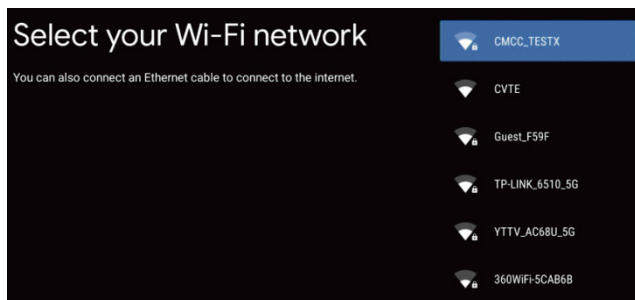 Select your Wi-Fi network
You can also connect an Ethernet cable to connect to the internet.
CMCC_TESTX
CVTE
Guest_F59F
TP-LINK_6510_5G
YTTV_AC68U_5G
360WiFi-5CAB6B